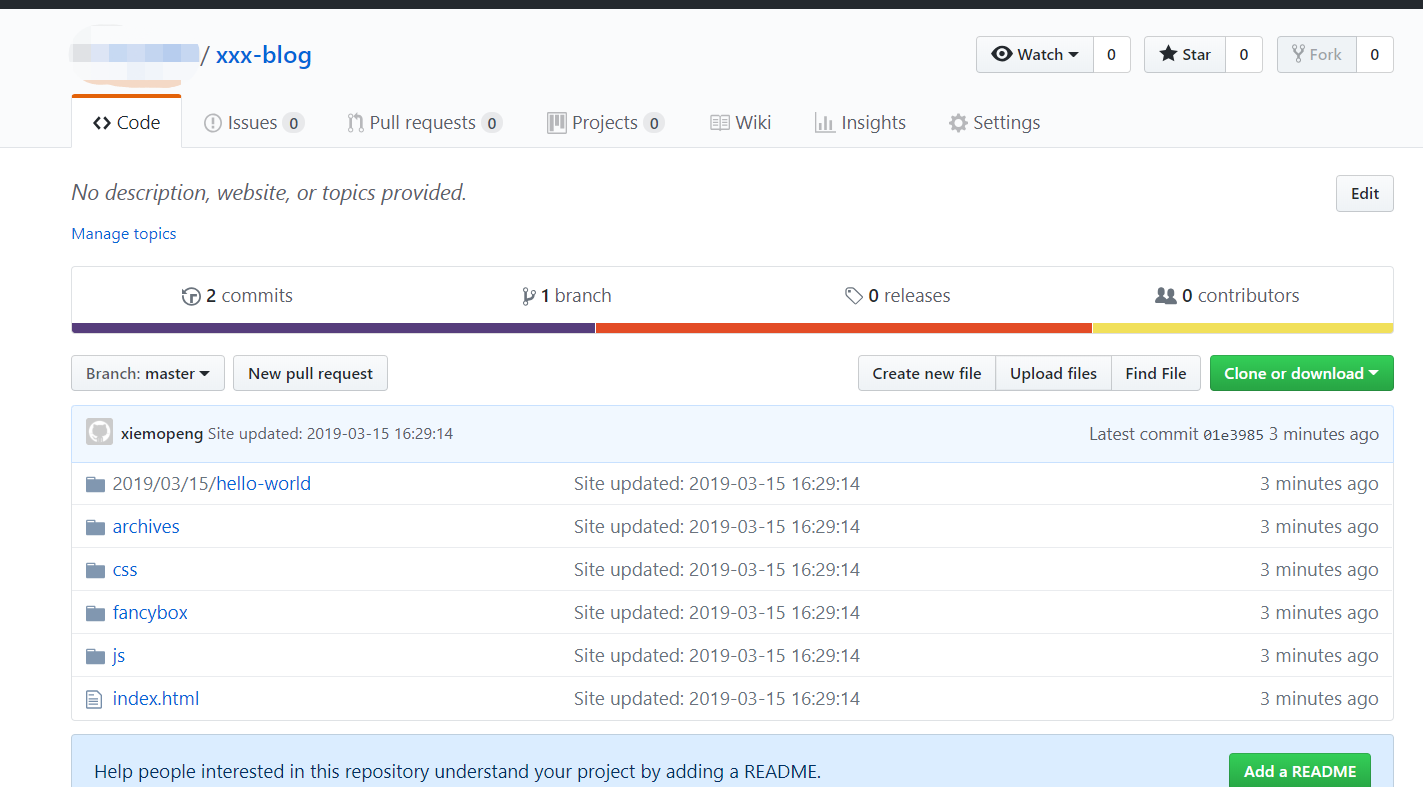 / xxx-blog
Watch 0 Star 0 Fork 0
Code Issues 0 Pull requests 0 Projects 0 Wiki Insights Settings
No description, website, or topics provided. Edit
Manage topics
2 commits 1 branch 0 releases 0 contributors
Branch: master New pull request Create new file Upload files Find File Clone or download
xiemopeng Site updated: 2019-03-15 16:29:14 Latest commit 01e3985 3 minutes ago
2019/03/15/hello-world Site updated: 2019-03-15 16:29:14 3 minutes ago
archives Site updated: 2019-03-15 16:29:14 3 minutes ago
css Site updated: 2019-03-15 16:29:14 3 minutes ago
fancybox Site updated: 2019-03-15 16:29:14 3 minutes ago
js Site updated: 2019-03-15 16:29:14 3 minutes ago
index.html Site updated: 2019-03-15 16:29:14 3 minutes ago
Help people interested in this repository understand your project by adding a README. Add a README